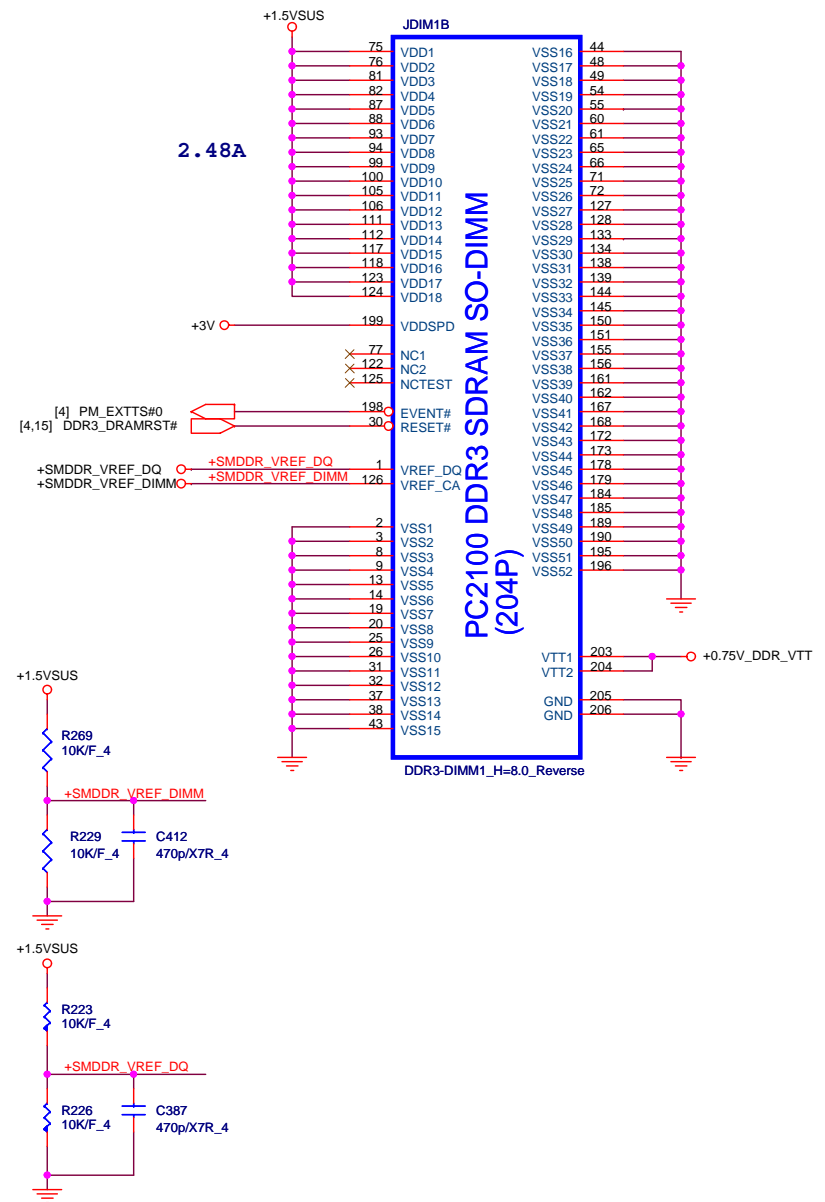 +1.5VSUS
JDIM1B
75 VDD1 VSS16 44
76 VDD2 VSS17 48
81 VDD3 VSS18 49
82 VDD4 VSS19 54
87 VDD5 VSS20 55
88 VDD6 VSS21 60
93 VDD7 VSS22 61
94 VDD8 VSS23 65
99 VDD9 VSS24 66
100 VDD10 VSS25 71
105 VDD11 VSS26 72
106 VDD12 VSS27 127
111 VDD13 VSS28 128
112 VDD14 VSS29 133
117 VDD15 VSS30 134
118 VDD16 VSS31 138
123 VDD17 VSS32 139
124 VDD18 VSS33 144
VSS34 145
2.48A
+3V 199 VDDSPD VSS35 150
VSS36 151
77 NC1 VSS37 155
122 NC2 VSS38 156
125 NCTEST VSS39 161
VSS40 162
[4] PM_EXTTS#0 198 EVENT# VSS41 167
[4,15] DDR3_DRAMRST# 30 RESET# VSS42 168
VSS43 172
VSS44 173
+SMDDR_VREF_DQ +SMDDR_VREF_DQ 1 VREF_DQ VSS45 178
+SMDDR_VREF_DIMM +SMDDR_VREF_DIMM 126 VREF_CA VSS46 179
VSS47 184
VSS48 185
2 VSS1 VSS49 189
3 VSS2 VSS50 190
8 VSS3 VSS51 195
9 VSS4 VSS52 196
13 VSS5
14 VSS6
19 VSS7
20 VSS8
25 VSS9
26 VSS10 VTT1 203 +0.75V_DDR_VTT
31 VSS11 VTT2 204
32 VSS12
37 VSS13 GND 205
38 VSS14 GND 206
43 VSS15
PC2100 DDR3 SDRAM SO-DIMM
(204P)
DDR3-DIMM1_H=8.0_Reverse
+1.5VSUS
R269
10K/F_4
+SMDDR_VREF_DIMM
R229
10K/F_4
C412
470p/X7R_4
+1.5VSUS
R223
10K/F_4
+SMDDR_VREF_DQ
R226
10K/F_4
C387
470p/X7R_4